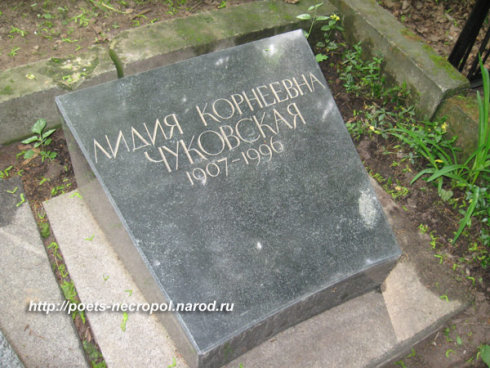 ЛИДИЯ КОРНЕЕВНА
ЧУКОВСКАЯ
1907-1996
http://poets-necropol.narod.ru